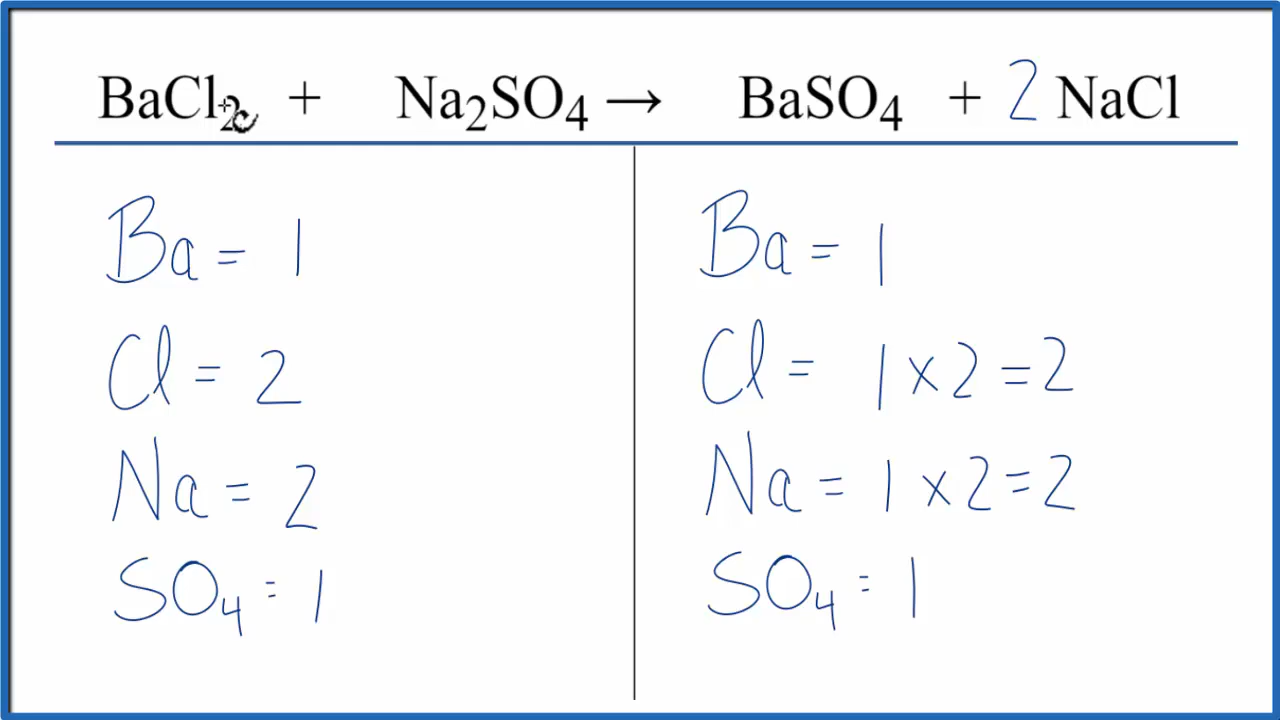 BaCl₂ + Na₂SO₄ → BaSO₄ + 2 NaCl
Ba = 1
Cl = 2
Na = 2
SO₄ = 1
Ba = 1
Cl = 1 x 2 = 2
Na = 1 x 2 = 2
SO₄ = 1